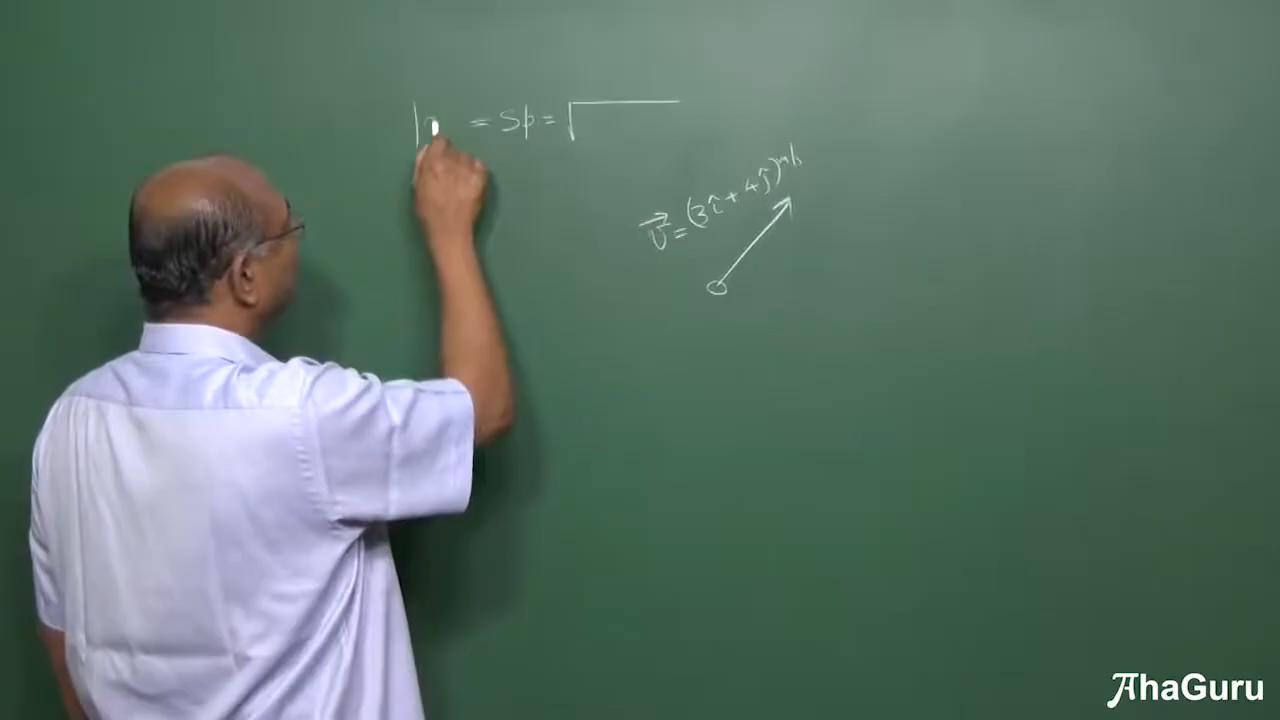 | = Sp = √
v⃗ = (3î + 4ĵ) m/s
AhaGuru